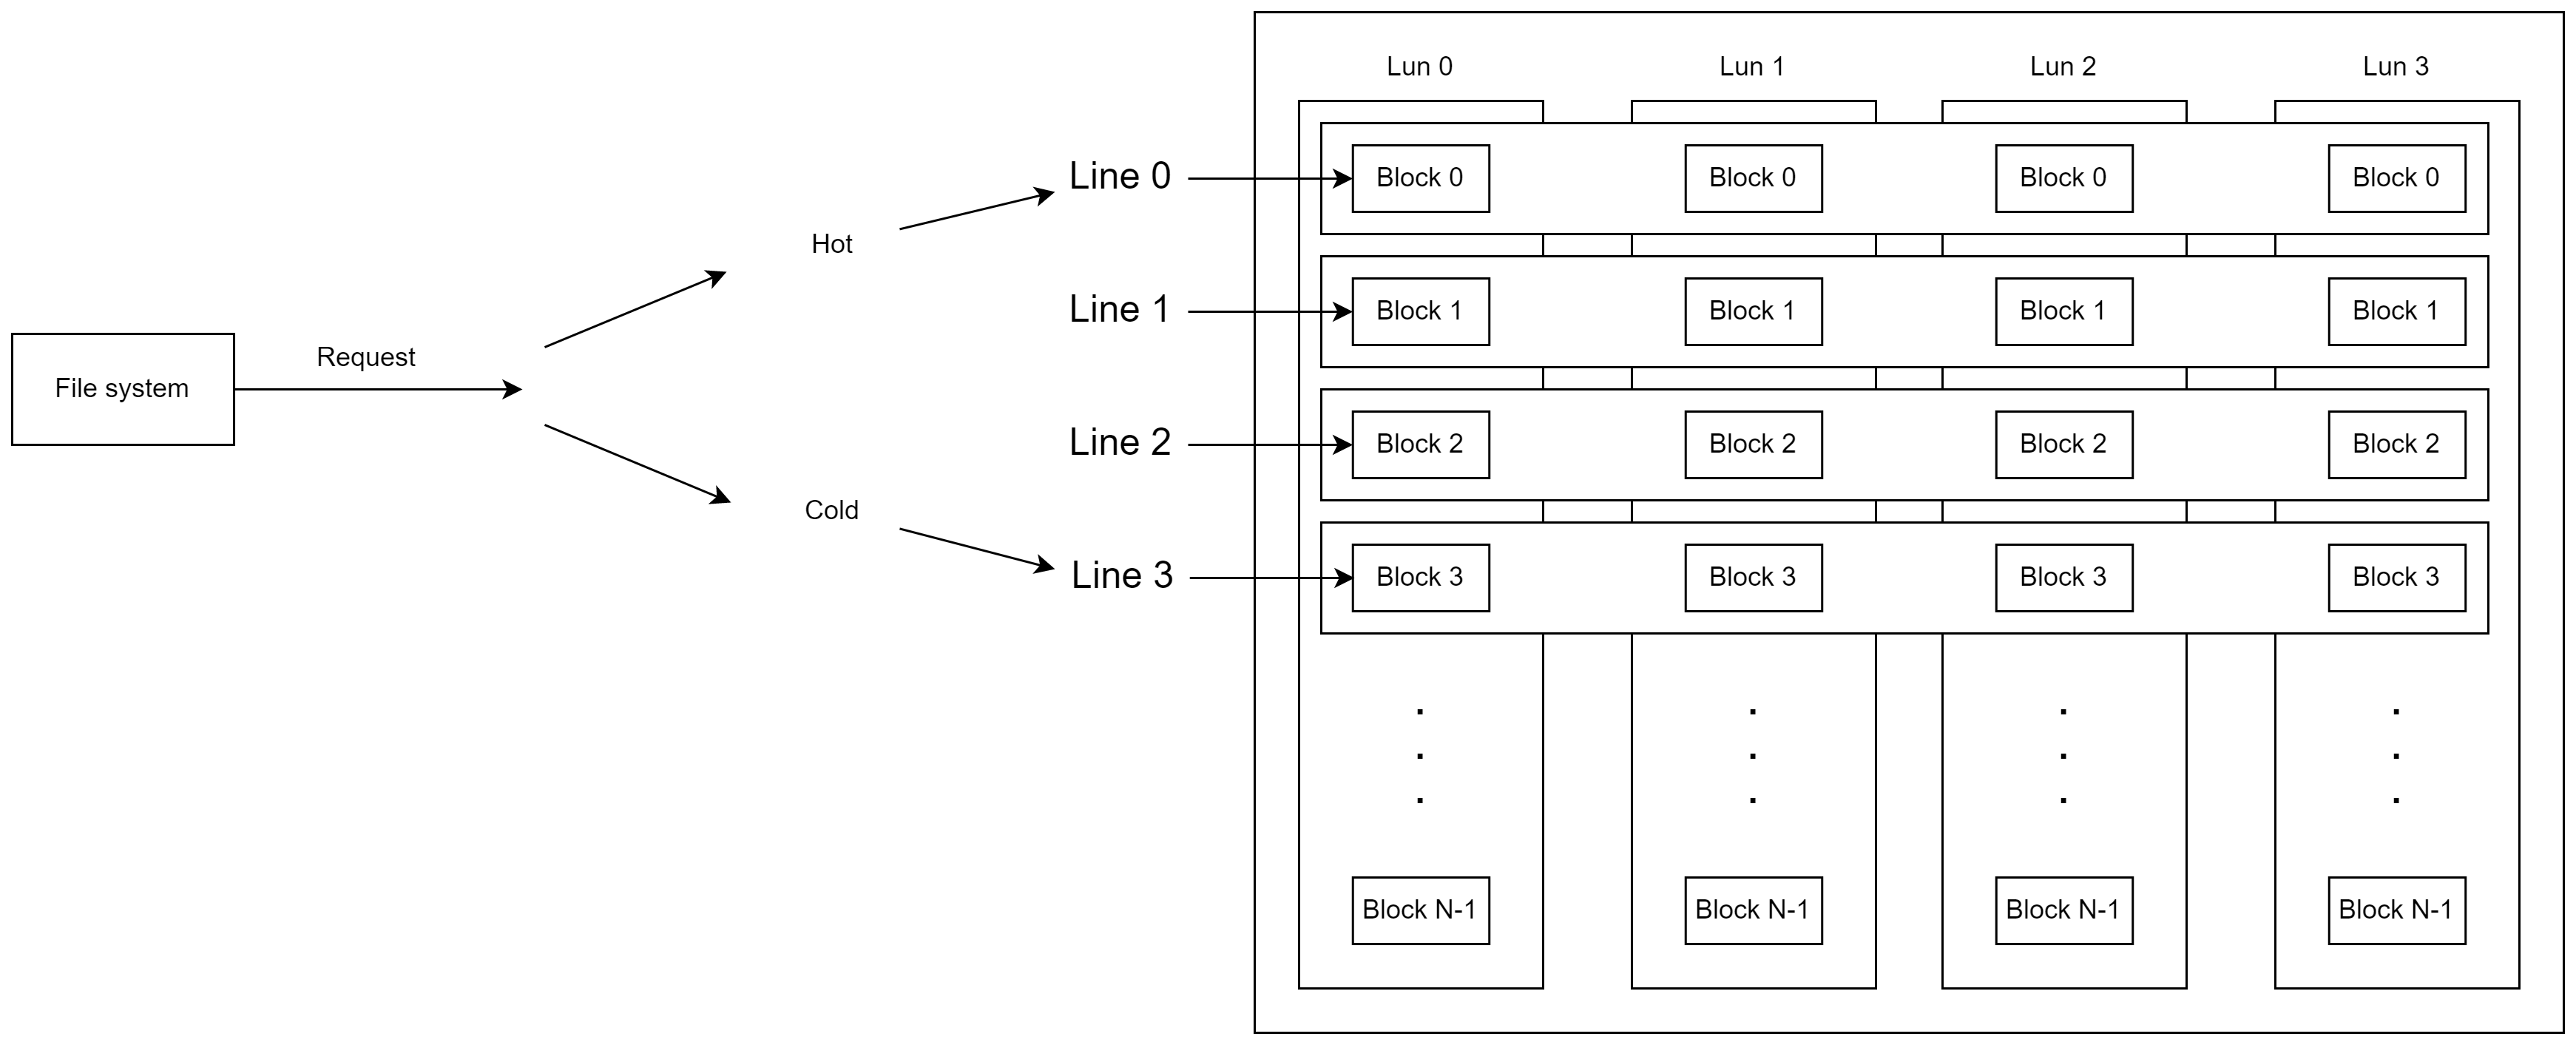 Lun 0 Lun 1 Lun 2 Lun 3
Line 0 Block 0 Block 0 Block 0 Block 0
Hot
Line 1 Block 1 Block 1 Block 1 Block 1
Request
File system
Line 2 Block 2 Block 2 Block 2 Block 2
Cold
Line 3 Block 3 Block 3 Block 3 Block 3
. . . .
. . . .
. . . .
Block N-1 Block N-1 Block N-1 Block N-1